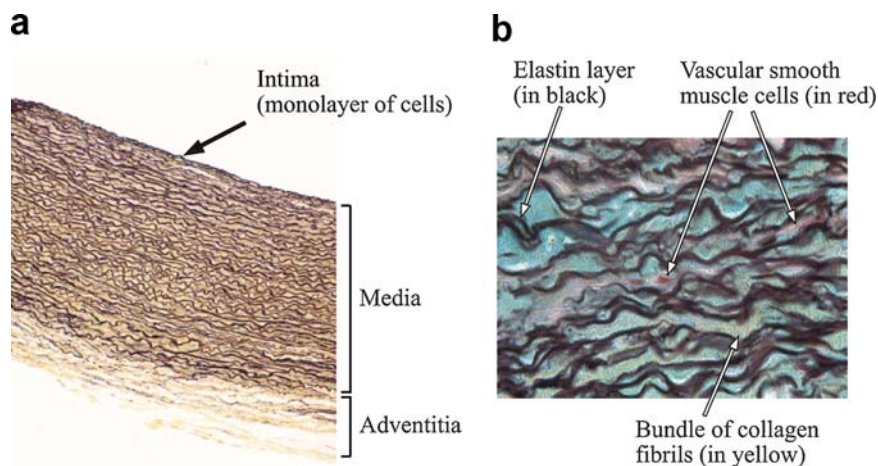 a
Intima
(monolayer of cells)
Media
Adventitia
b
Elastin layer
(in black)
Vascular smooth
muscle cells (in red)
Bundle of collagen
fibrils (in yellow)